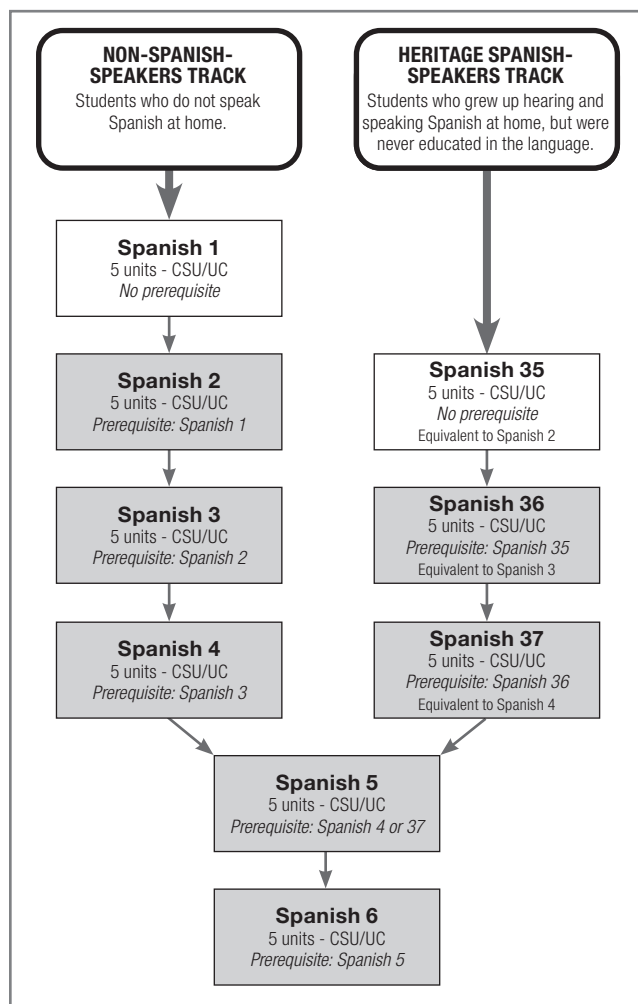 NON-SPANISH-
SPEAKERS TRACK
Students who do not speak
Spanish at home.
Spanish 1
5 units - CSU/UC
No prerequisite
Spanish 2
5 units - CSU/UC
Prerequisite: Spanish 1
Spanish 3
5 units - CSU/UC
Prerequisite: Spanish 2
Spanish 4
5 units - CSU/UC
Prerequisite: Spanish 3
HERITAGE SPANISH-
SPEAKERS TRACK
Students who grew up hearing and
speaking Spanish at home, but were
never educated in the language.
Spanish 35
5 units - CSU/UC
No prerequisite
Equivalent to Spanish 2
Spanish 36
5 units - CSU/UC
Prerequisite: Spanish 35
Equivalent to Spanish 3
Spanish 37
5 units - CSU/UC
Prerequisite: Spanish 36
Equivalent to Spanish 4
Spanish 5
5 units - CSU/UC
Prerequisite: Spanish 4 or 37
Spanish 6
5 units - CSU/UC
Prerequisite: Spanish 5